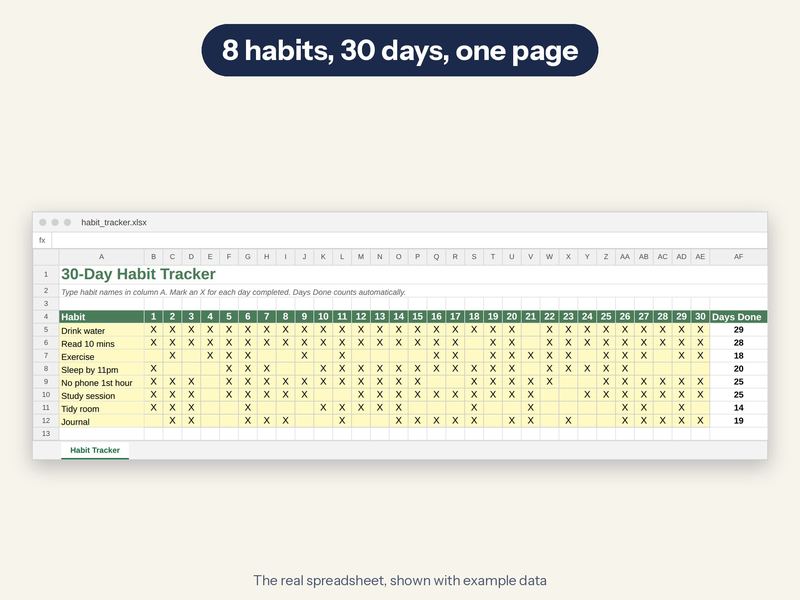 8 habits, 30 days, one page
habit_tracker.xlsx
fx
A B C D E F G H I J K L M N O P Q R S T U V W X Y Z AA AB AC AD AE AF
1 30-Day Habit Tracker
2 Type habit names in column A. Mark an X for each day completed. Days Done counts automatically.
3
4 Habit 1 2 3 4 5 6 7 8 9 10 11 12 13 14 15 16 17 18 19 20 21 22 23 24 25 26 27 28 29 30 Days Done
5 Drink water X X X X X X X X X X X X X X X X X X X X X X X X X X X X X 29
6 Read 10 mins X X X X X X X X X X X X X X X X X X X X X X X X X X X X 28
7 Exercise X X X X X X X X X X X X X X X X X X 18
8 Sleep by 11pm X X X X X X X X X X X X X X X X X X X X 20
9 No phone 1st hour X X X X X X X X X X X X X X X X X X X X X X X X X 25
10 Study session X X X X X X X X X X X X X X X X X X X X X X X X X 25
11 Tidy room X X X X X X X X X X X X X X 14
12 Journal X X X X X X X X X X X X X X X X X X X 19
13
Habit Tracker
The real spreadsheet, shown with example data